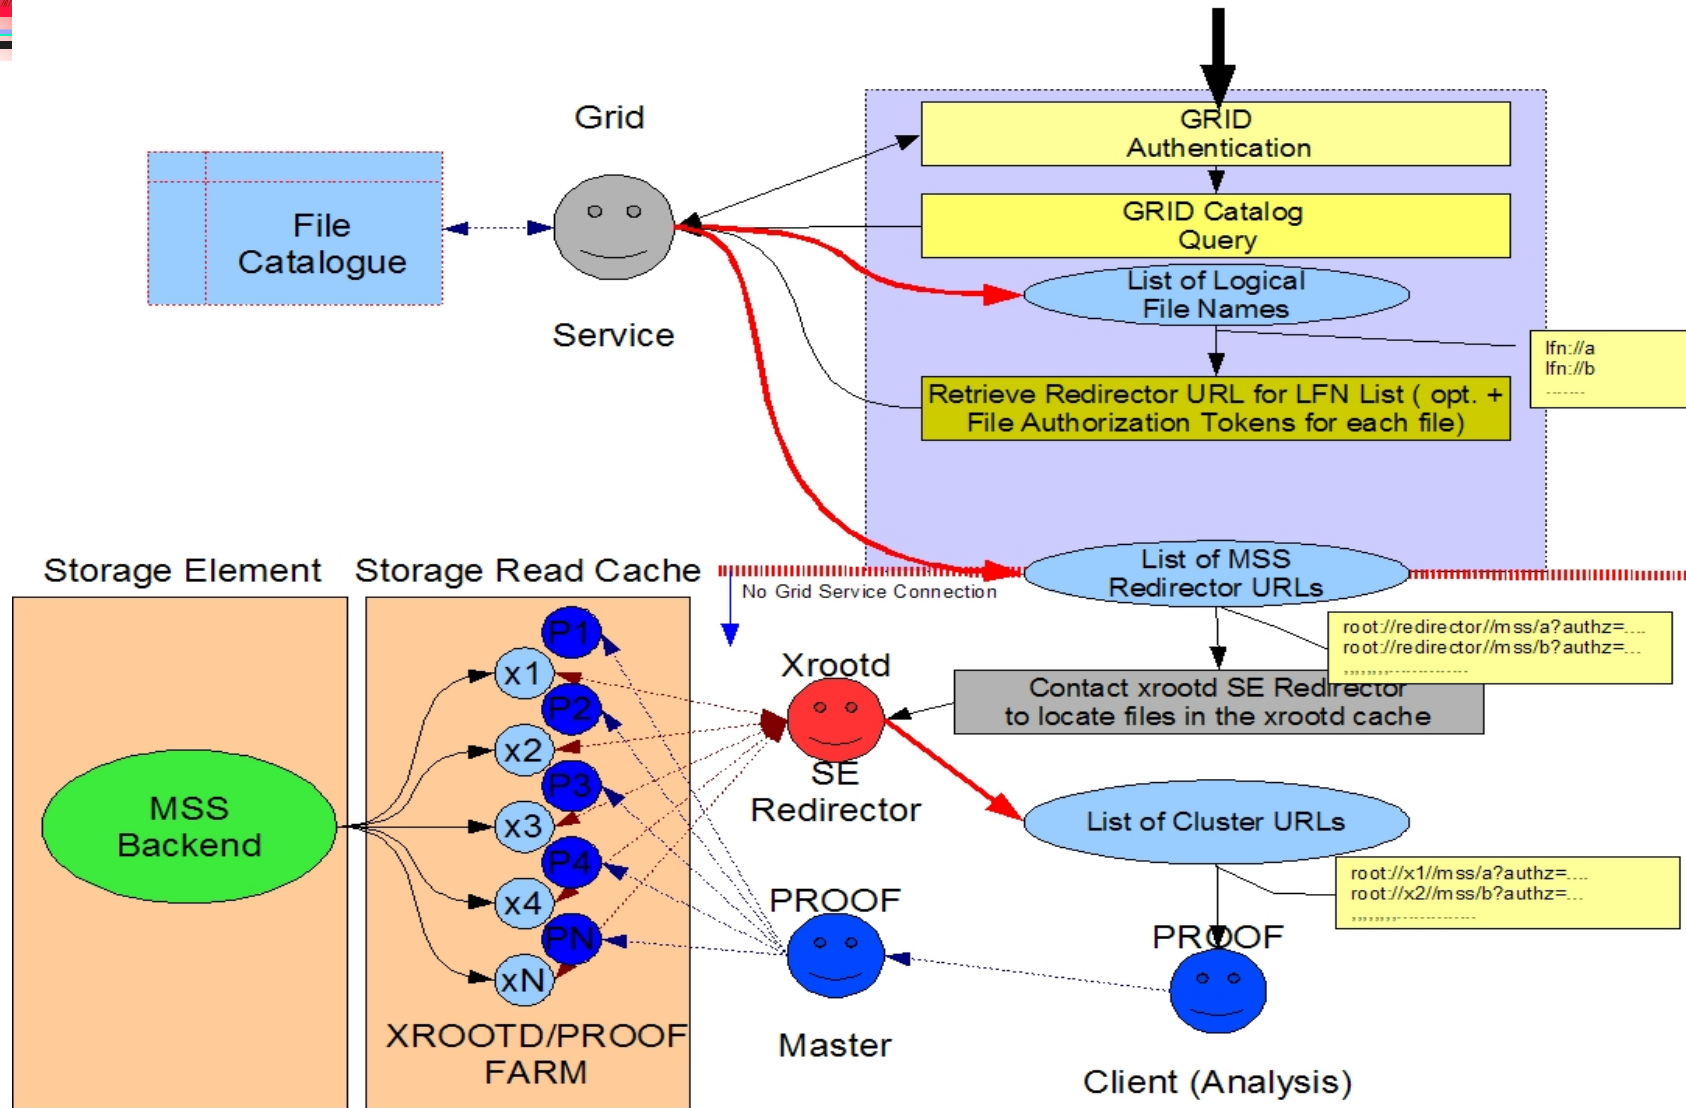 Grid
Service
File
Catalogue
GRID
Authentication
GRID Catalog
Query
List of Logical
File Names
lfn://a
lfn://b
.......
Retrieve Redirector URL for LFN List ( opt. +
File Authorization Tokens for each file)
List of MSS
Redirector URLs
No Grid Service Connection
root://redirector//mss/a?authz=....
root://redirector//mss/b?authz=...
Contact xrootd SE Redirector
to locate files in the xrootd cache
Xrootd
SE
Redirector
List of Cluster URLs
root://x1//mss/a?authz=....
root://x2//mss/b?authz=...
Storage Element
MSS
Backend
Storage Read Cache
P1
x1
P2
x2
P3
x3
P4
x4
PN
xN
XROOTD/PROOF
FARM
PROOF
Master
PROOF
Client (Analysis)